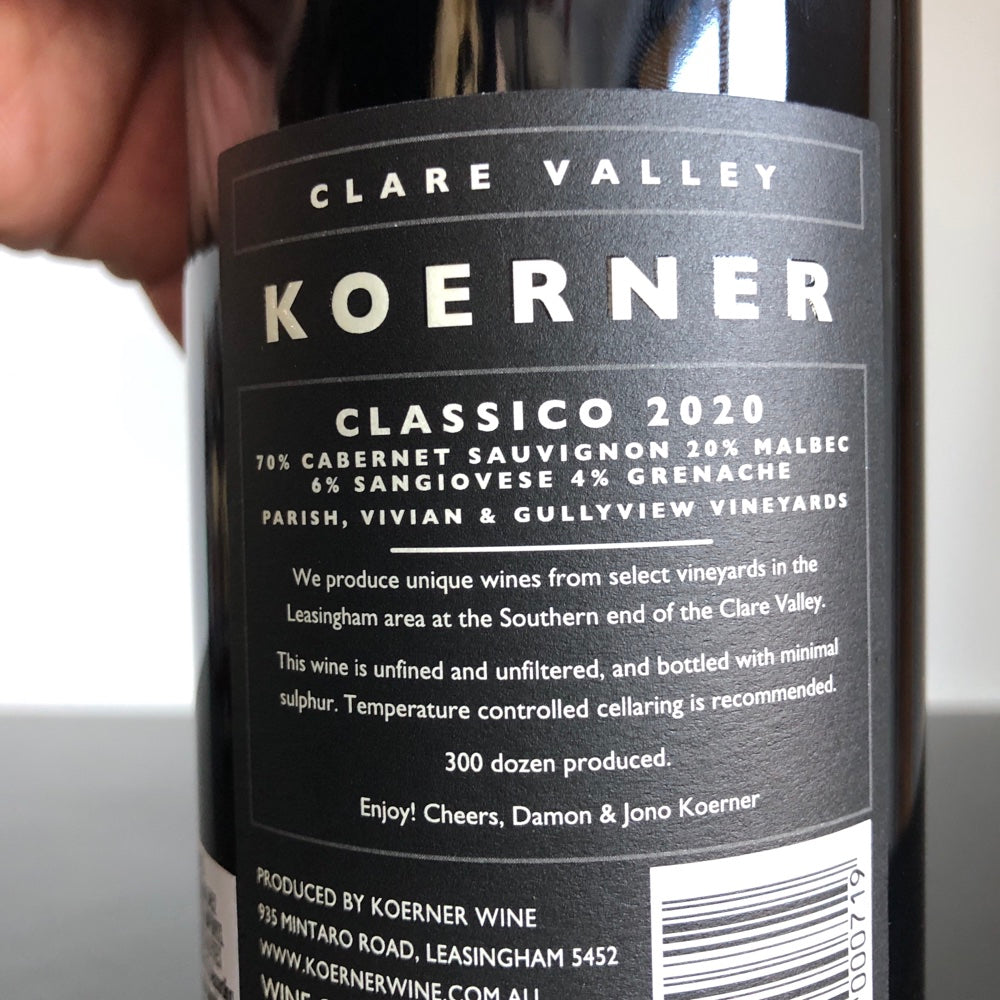 CLARE VALLEY
KOERNER
CLASSICO 2020
70% CABERNET SAUVIGNON 20% MALBEC
6% SANGIOVESE 4% GRENACHE
PARISH, VIVIAN & GULLYVIEW VINEYARDS
We produce unique wines from select vineyards in the
Leasingham area at the Southern end of the Clare Valley.
This wine is unfined and unfiltered, and bottled with minimal
sulphur. Temperature controlled cellaring is recommended.
300 dozen produced.
Enjoy! Cheers, Damon & Jono Koerner
PRODUCED BY KOERNER WINE
935 MINTARO ROAD, LEASINGHAM 5452
WWW.KOERNERWINE.COM.AU
WINE
000719